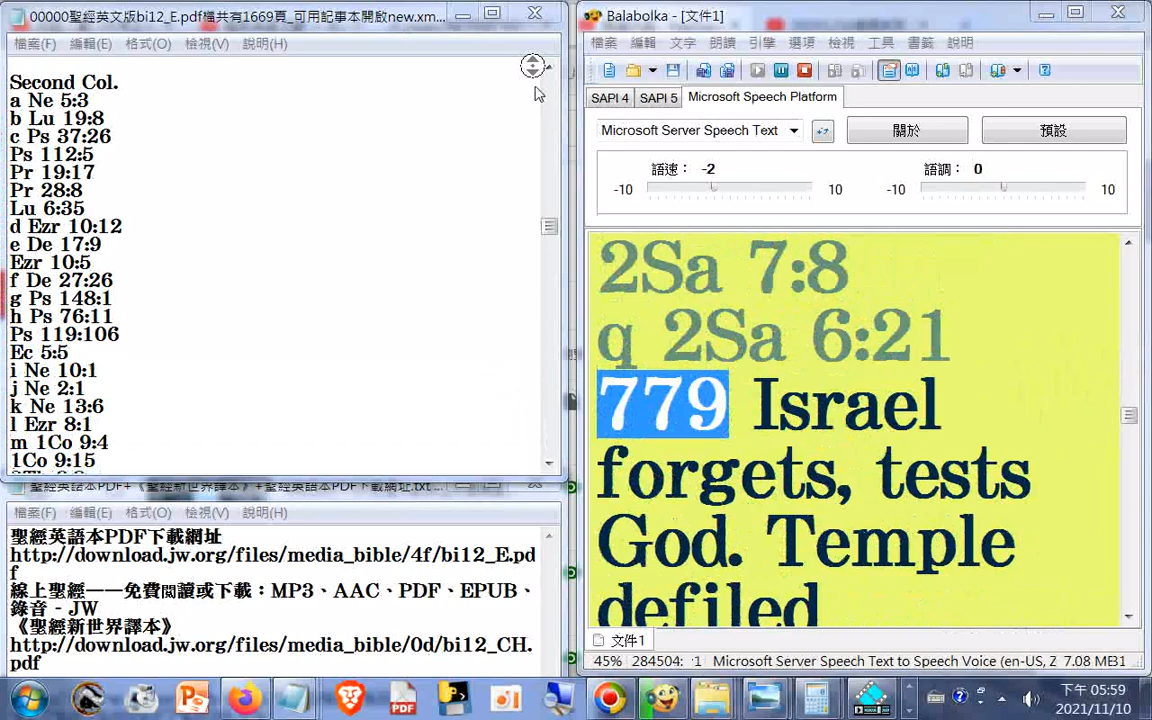 00000聖經英文版bi12_E.pdf檔共有1669頁_可用記事本開啟new.xm...
檔案(F) 編輯(E) 格式(O) 檢視(V) 說明(H)
Second Col.
a Ne 5:3
b Lu 19:8
c Ps 37:26
Ps 112:5
Pr 19:17
Pr 28:8
Lu 6:35
d Ezr 10:12
e De 17:9
Ezr 10:5
f De 27:26
g Ps 148:1
h Ps 76:11
Ps 119:106
Ec 5:5
i Ne 10:1
j Ne 2:1
k Ne 13:6
l Ezr 8:1
m 1Co 9:4
1Co 9:15
聖經英語本PDF+《聖經新世界譯本》+聖經英語本PDF下載網址.txt ...
檔案(F) 編輯(E) 格式(O) 檢視(V) 說明(H)
聖經英語本PDF下載網址
http://download.jw.org/files/media_bible/4f/bi12_E.pd
f
線上聖經——免費閱讀或下載：MP3、AAC、PDF、EPUB、
錄音 - JW
《聖經新世界譯本》
http://download.jw.org/files/media_bible/0d/bi12_CH.
pdf
Balabolka - [文件1]
檔案 編輯 文字 朗讀 引擎 選項 檢視 工具 書籤 說明
SAPI 4 SAPI 5 Microsoft Speech Platform
Microsoft Server Speech Text 關於 預設
語速： -2 語調： 0
-10 10 -10 10
2Sa 7:8
q 2Sa 6:21
779 Israel
forgets, tests
God. Temple
defiled
文件1
45% 284504: 1 Microsoft Server Speech Text to Speech Voice (en-US, Z 7.08 MB1
下午 05:59
2021/11/10